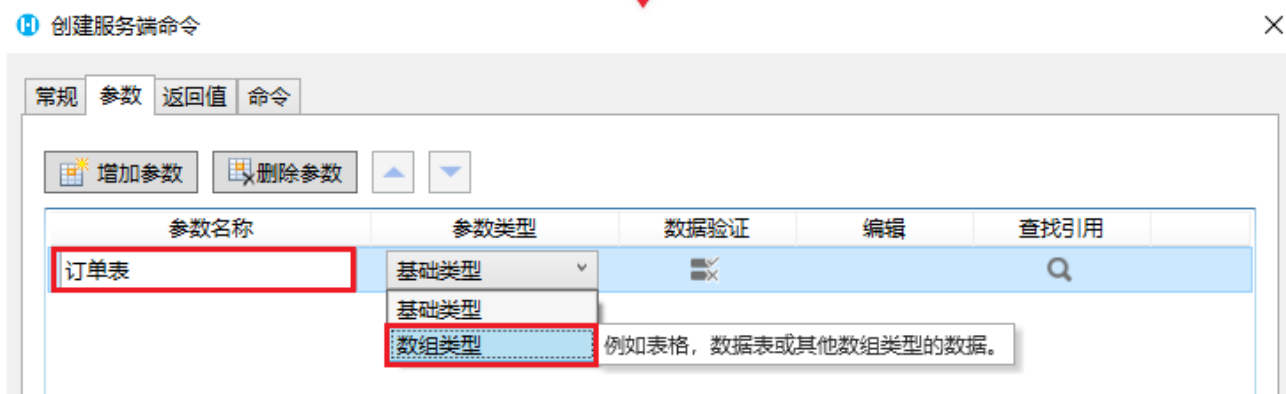 创建服务端命令
常规 参数 返回值 命令
增加参数 删除参数
参数名称 参数类型 数据验证 编辑 查找引用
订单表 基础类型
基础类型
数组类型 例如表格，数据表或其他数组类型的数据。